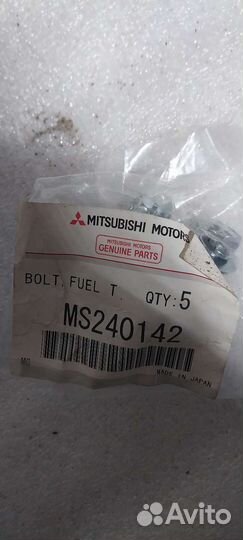 MITSUBISHI MOTORS
MITSUBISHI MOTORS
GENUINE PARTS
BOLT, FUEL T. QTY:5
MS240142
MADE IN JAPAN
Avito